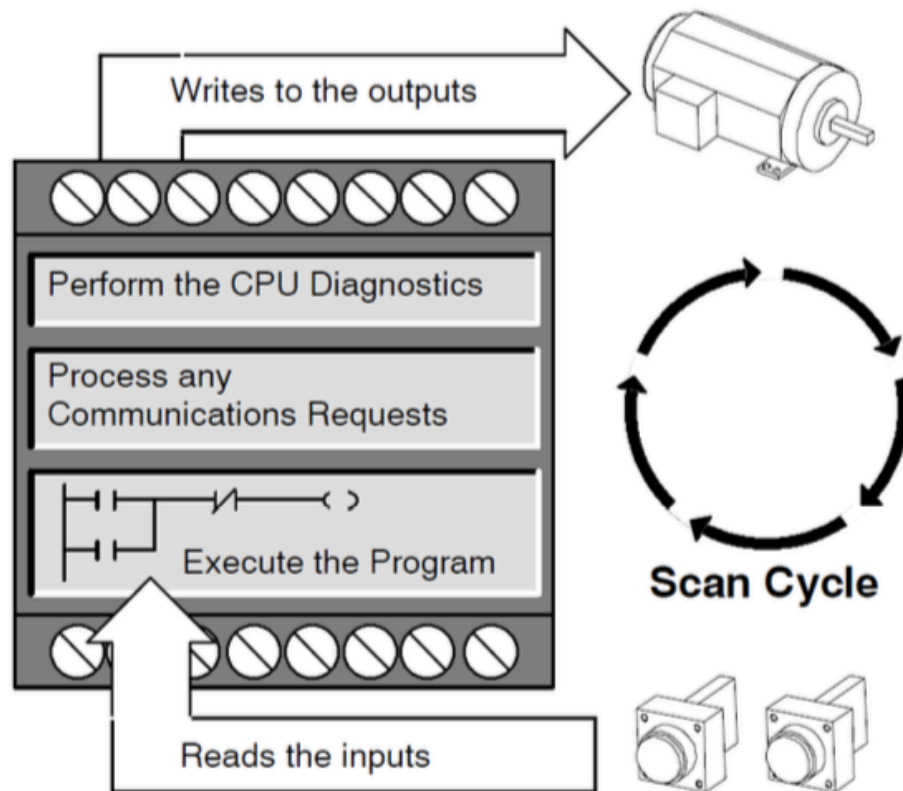 Writes to the outputs
Perform the CPU Diagnostics
Process any
Communications Requests
Execute the Program
Scan Cycle
Reads the inputs